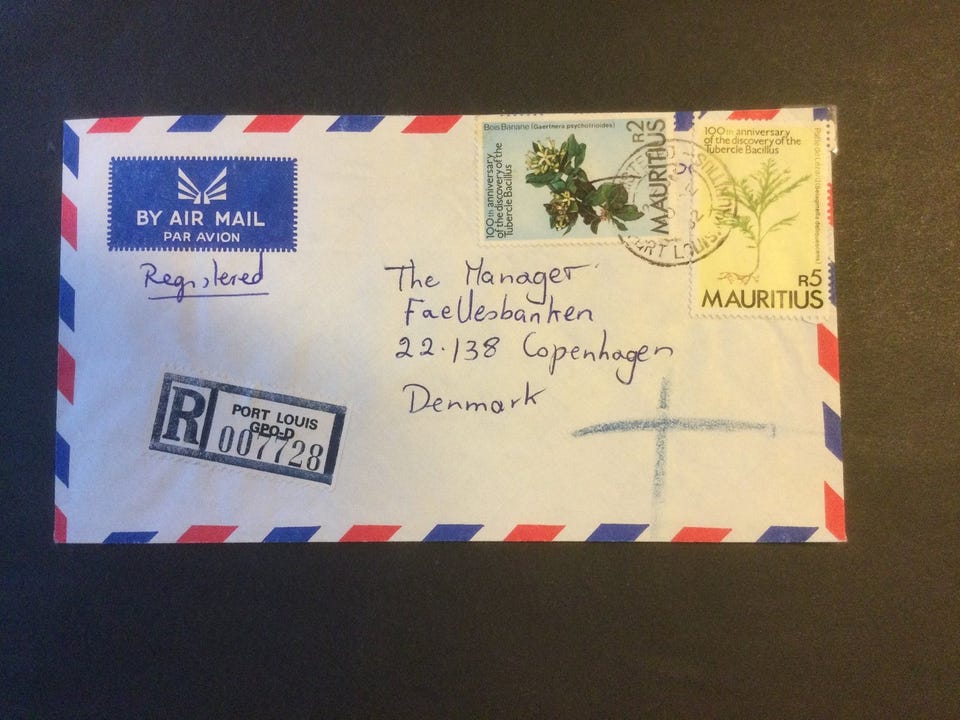 BY AIR MAIL
PAR AVION
Registered
Bois Banane (Gaertnera psychotrioides)
100th anniversary
of the discovery of the
Tubercle Bacillus
R2
MAURITIUS
100th anniversary
of the discovery of the
Tubercle Bacillus
R5
MAURITIUS
PORT LOUIS
MAURITIUS
The Manager
Faellesbanken
22.138 Copenhagen
Denmark
R
PORT LOUIS
GPO-D
007728